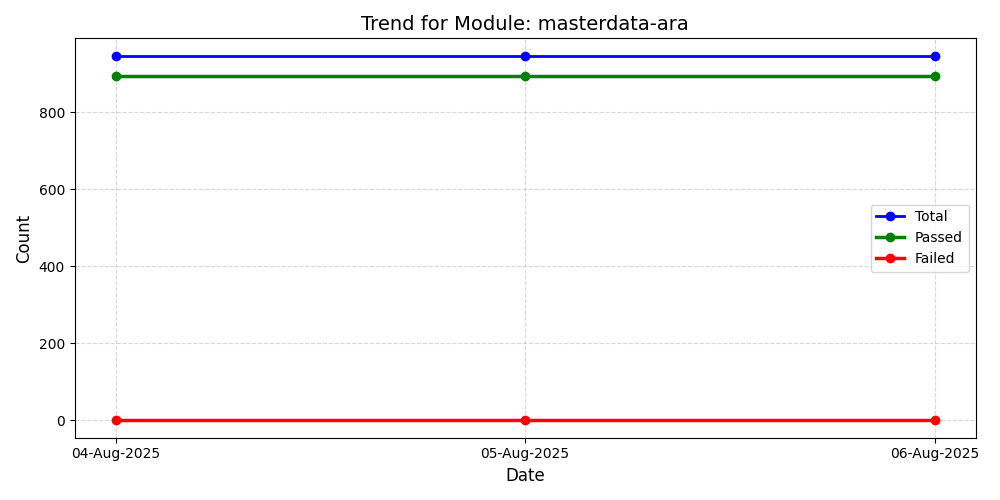 Trend for Module: masterdata-ara
Count
800
600
400
200
0
Total
Passed
Failed
04-Aug-2025
05-Aug-2025
06-Aug-2025
Date